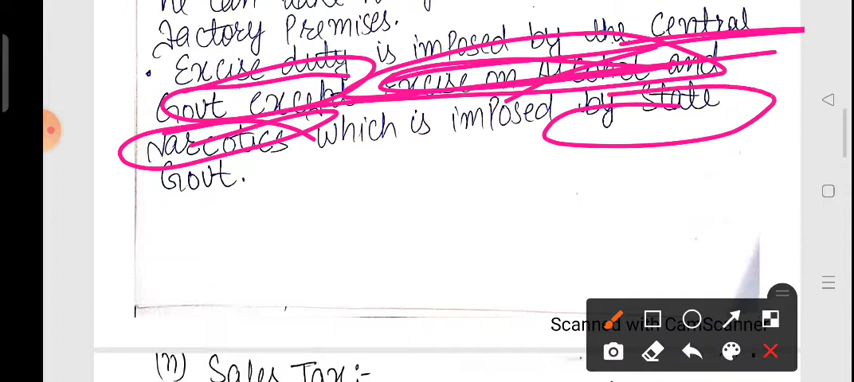 Factory Premises.
• Excise duty is imposed by the Central
Govt except excise on Alcohol and
Narcotics which is imposed by State
Govt.
Scanned with CamScanner
(n) Sales Tax:-